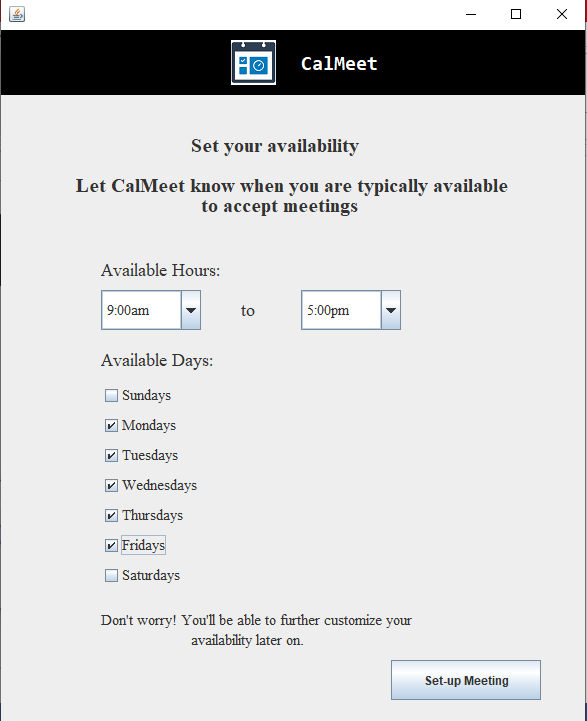 CalMeet
Set your availability
Let CalMeet know when you are typically available
to accept meetings
Available Hours:
9:00am
to
5:00pm
Available Days:
Sundays
Mondays
Tuesdays
Wednesdays
Thursdays
Fridays
Saturdays
Don't worry! You'll be able to further customize your
availability later on.
Set-up Meeting